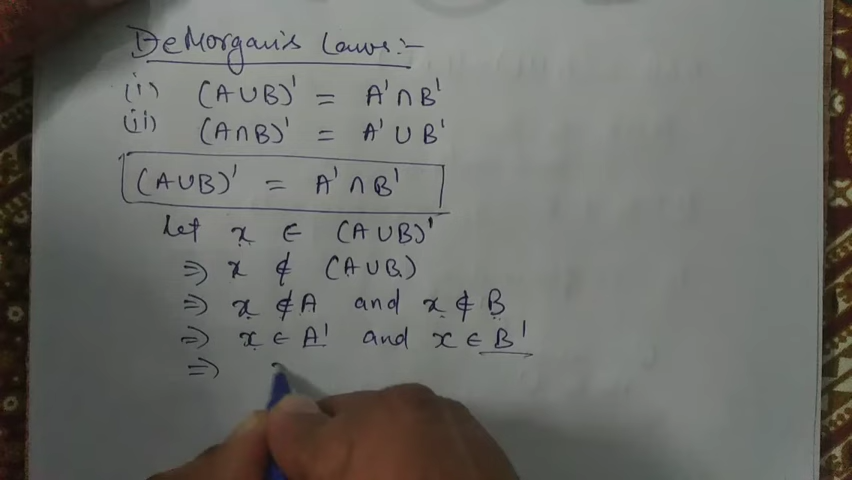 DeMorgan's Laws:-
(i) (A∪B)' = A'∩B'
(ii) (A∩B)' = A'∪B'
(A∪B)' = A'∩B'
Let x ∈ (A∪B)'
⇒ x ∉ (A∪B)
⇒ x ∉ A and x ∉ B
⇒ x ∈ A' and x ∈ B'
⇒